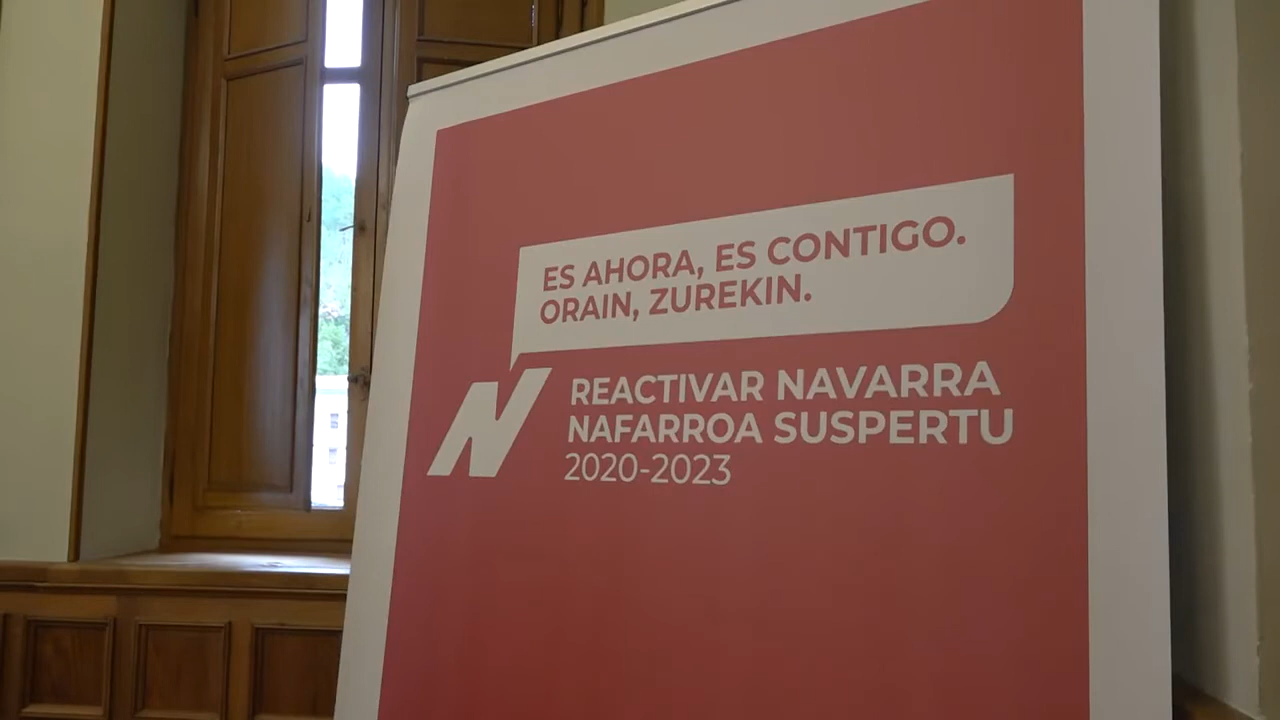 ES AHORA, ES CONTIGO.
ORAIN, ZUREKIN.
N
REACTIVAR NAVARRA
NAFARROA SUSPERTU
2020-2023